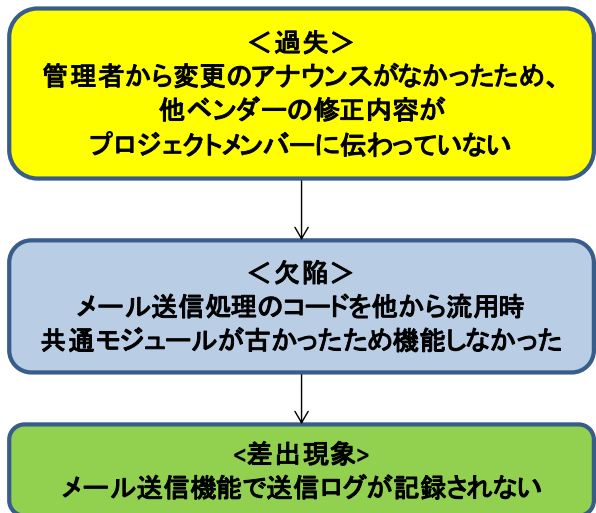 ＜過失＞
管理者から変更のアナウンスがなかったため、
他ベンダーの修正内容が
プロジェクトメンバーに伝わっていない
＜欠陥＞
メール送信処理のコードを他から流用時
共通モジュールが古かったため機能しなかった
<差出現象>
メール送信機能で送信ログが記録されない